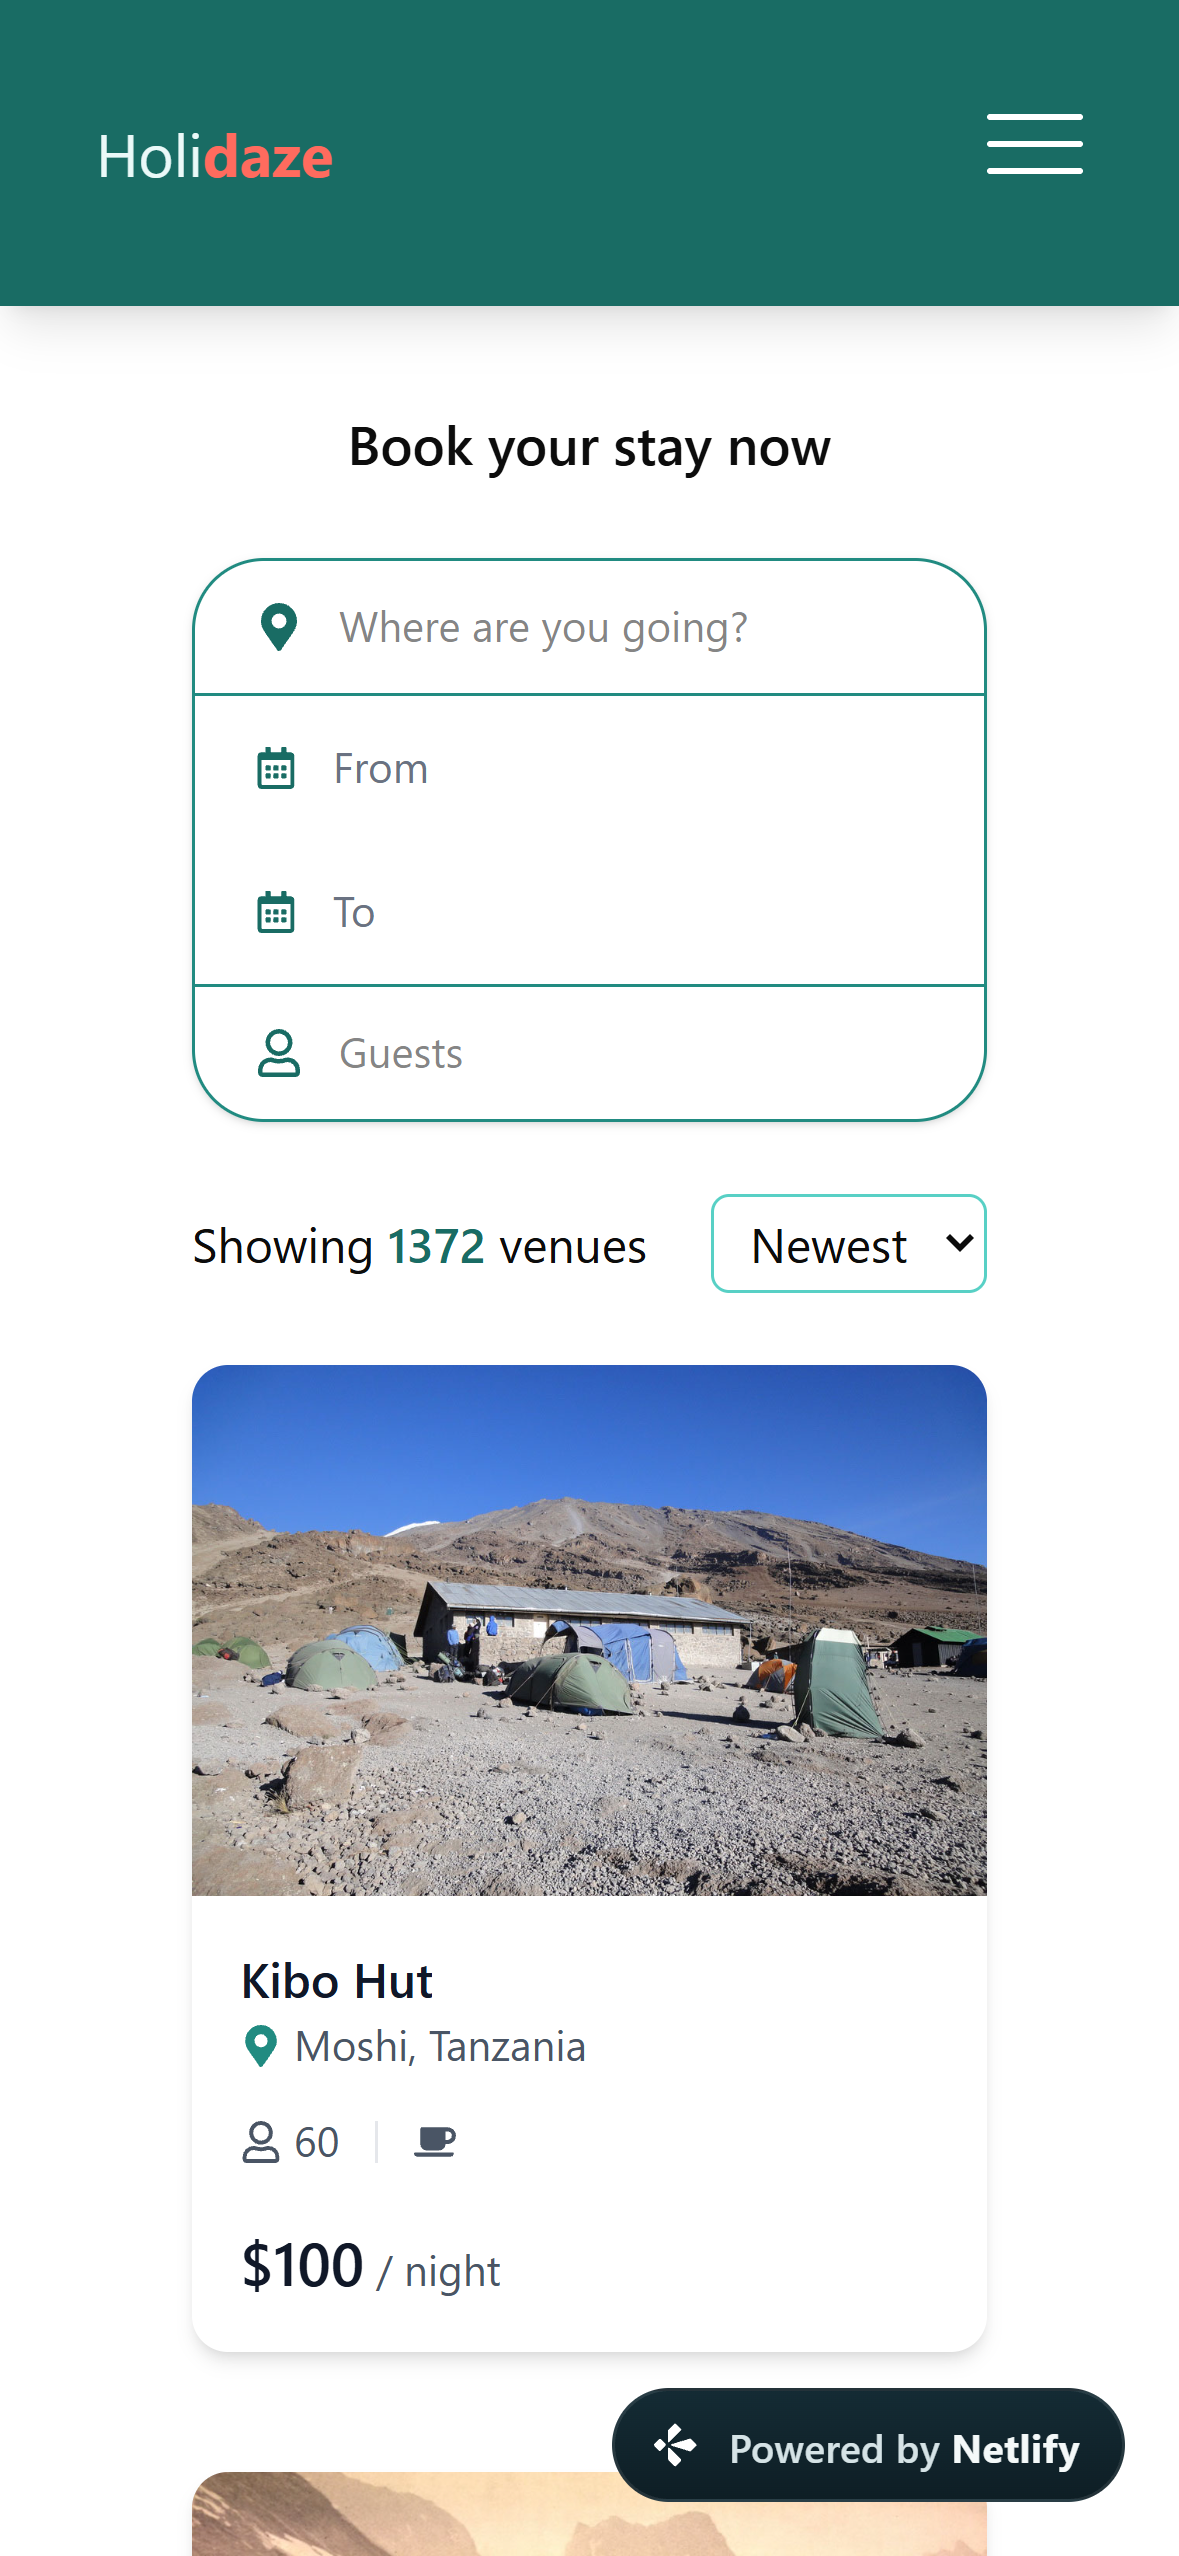 Holidaze
Book your stay now
Where are you going?
From
To
Guests
Showing 1372 venues
Newest
Kibo Hut
Moshi, Tanzania
60
$100 / night
Powered by Netlify